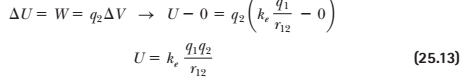 ΔU = W = q₂ΔV → U − 0 = q₂(kₑ q₁/r₁₂ − 0)
U = kₑ q₁q₂/r₁₂ (25.13)